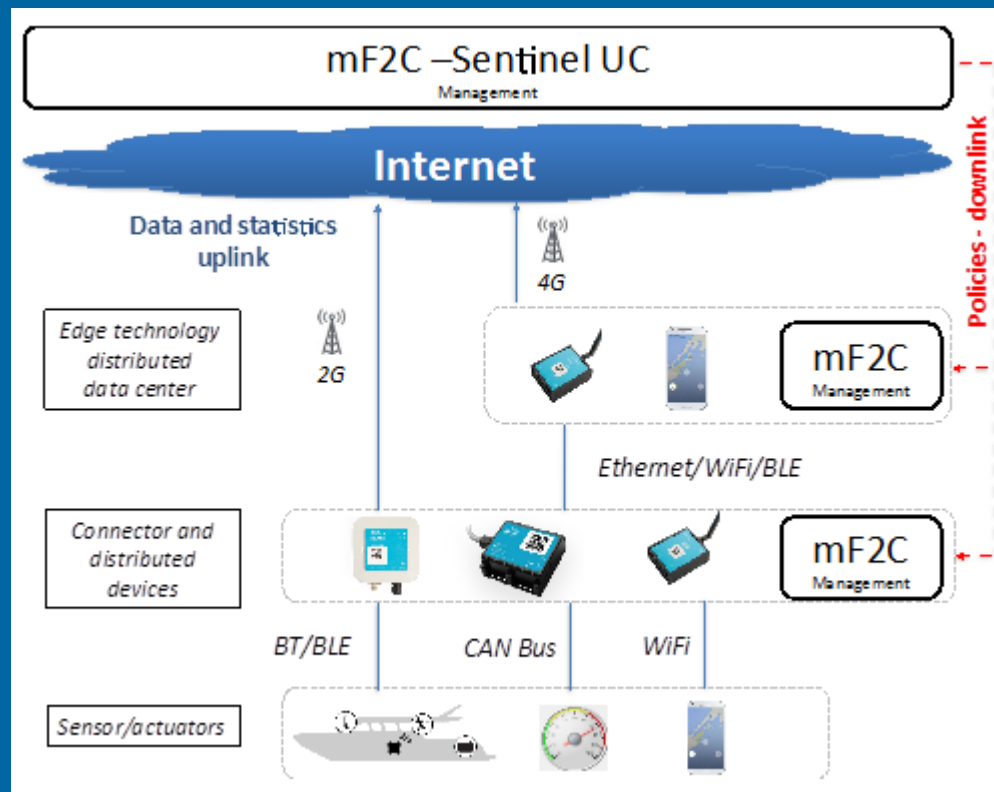 mF2C –Sentinel UC
Management
Internet
Data and statistics
uplink
4G
2G
Policies - downlink
Edge technology
distributed
data center
mF2C
Management
Ethernet/WiFi/BLE
Connector and
distributed
devices
mF2C
Management
BT/BLE
CAN Bus
WiFi
Sensor/actuators